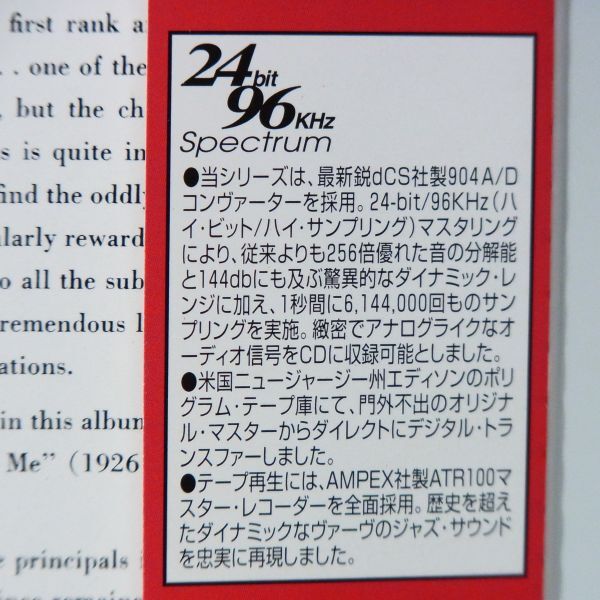 first rank a
. . one of the
, but the ch
s is quite in
find the oddly
larly reward
o all the sub
remendous l
ations.
in this album
Me” (1926
e principals i
ince remains
24bit
96KHz
Spectrum
●当シリーズは、最新鋭dCS社製904A/D
コンヴァーターを採用。24-bit/96KHz(ハ
イ・ビット/ハイ・サンプリング)マスタリング
により、従来よりも256倍優れた音の分解能
と144dbにも及ぶ驚異的なダイナミック・レ
ンジに加え、1秒間に6,144,000回ものサン
プリングを実施。緻密でアナログライクなオ
ーディオ信号をCDに収録可能としました。
●米国ニュージャージー州エディソンのポリ
グラム・テープ庫にて、門外不出のオリジナ
ル・マスターからダイレクトにデジタル・トラ
ンスファーしました。
●テープ再生には、AMPEX社製ATR100マ
スター・レコーダーを全面採用。歴史を超え
たダイナミックなヴァーヴのジャズ・サウンド
を忠実に再現しました。